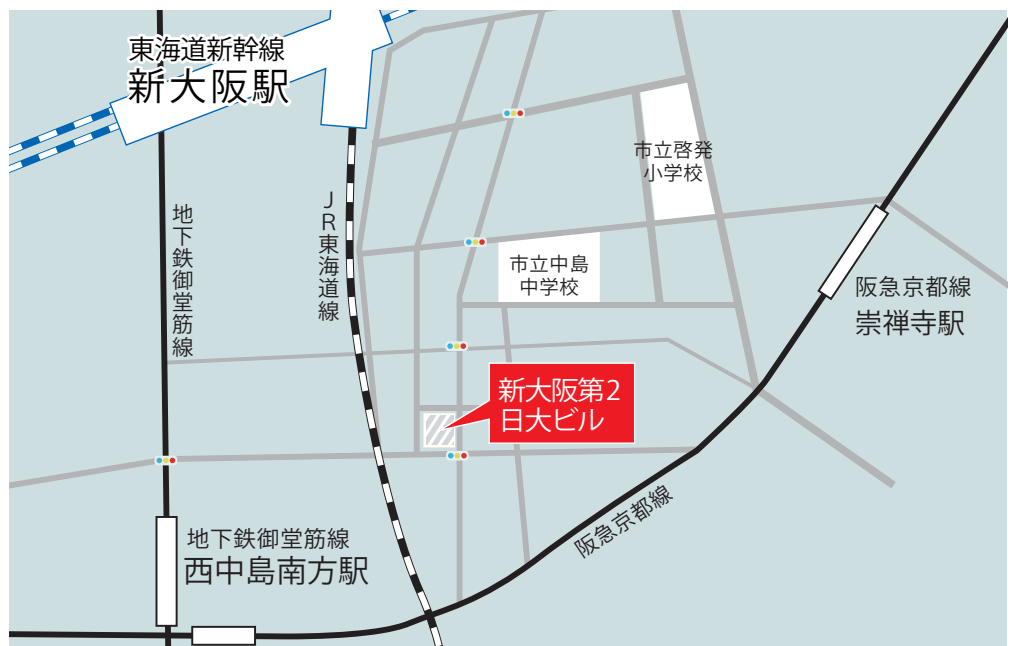 東海道新幹線
新大阪駅
市立啓発
小学校
地下鉄御堂筋線
JR東海道線
市立中島
中学校
阪急京都線
崇禅寺駅
新大阪第2
日大ビル
阪急京都線
地下鉄御堂筋線
西中島南方駅